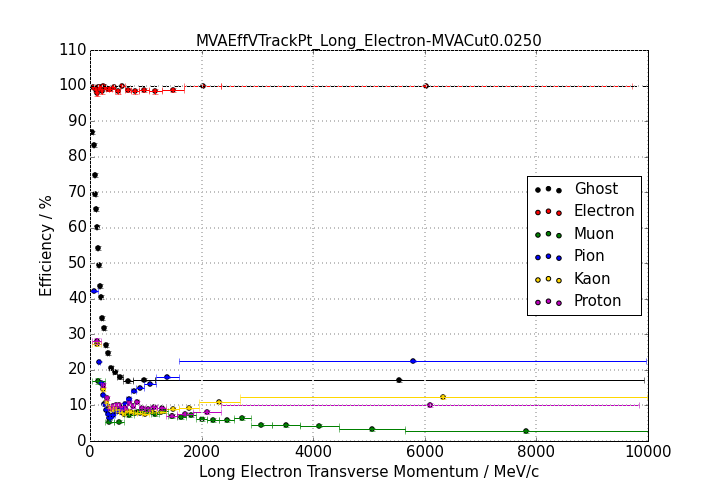 MVAEffVTrackPt_Long_Electron-MVACut0.0250
110
100
90
80
70
60
50
40
30
20
10
0
Efficiency / %
Ghost
Electron
Muon
Pion
Kaon
Proton
0 2000 4000 6000 8000 10000
Long Electron Transverse Momentum / MeV/c